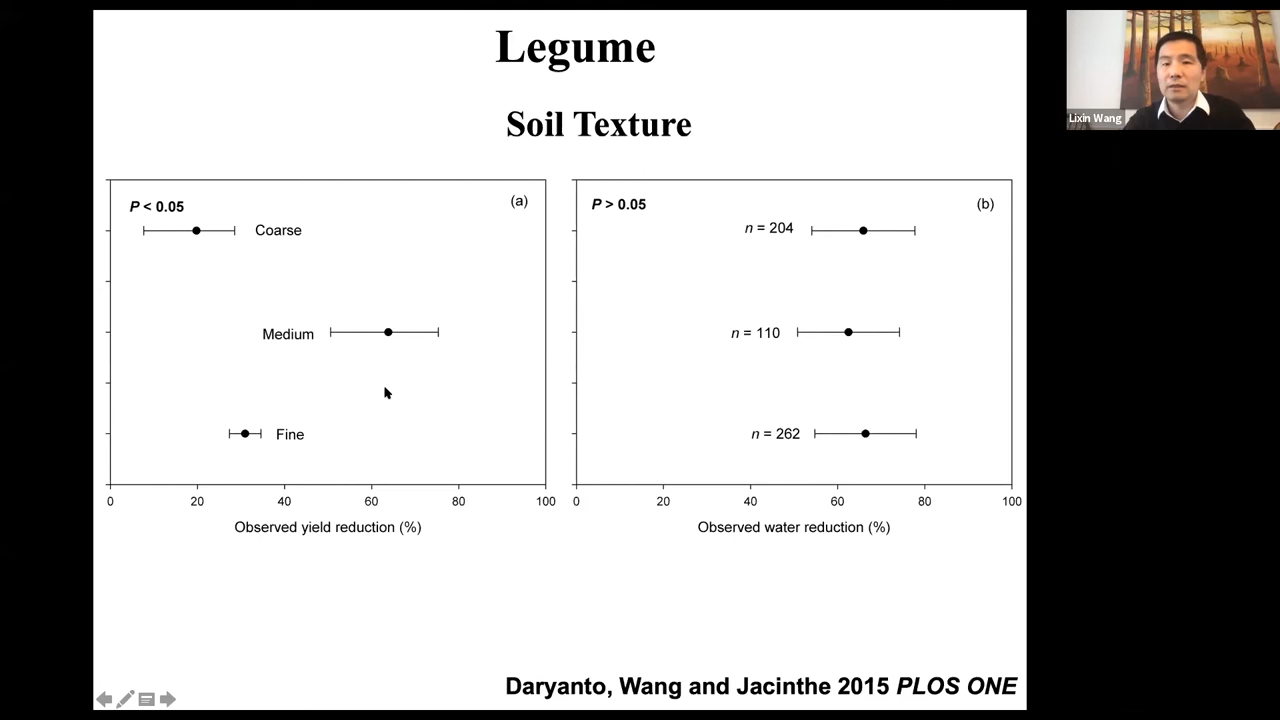 Legume
Soil Texture
P < 0.05
(a)
Coarse
Medium
Fine
0 20 40 60 80 100
Observed yield reduction (%)
P > 0.05
(b)
n = 204
n = 110
n = 262
0 20 40 60 80 100
Observed water reduction (%)
Daryanto, Wang and Jacinthe 2015 PLOS ONE
Lixin Wang